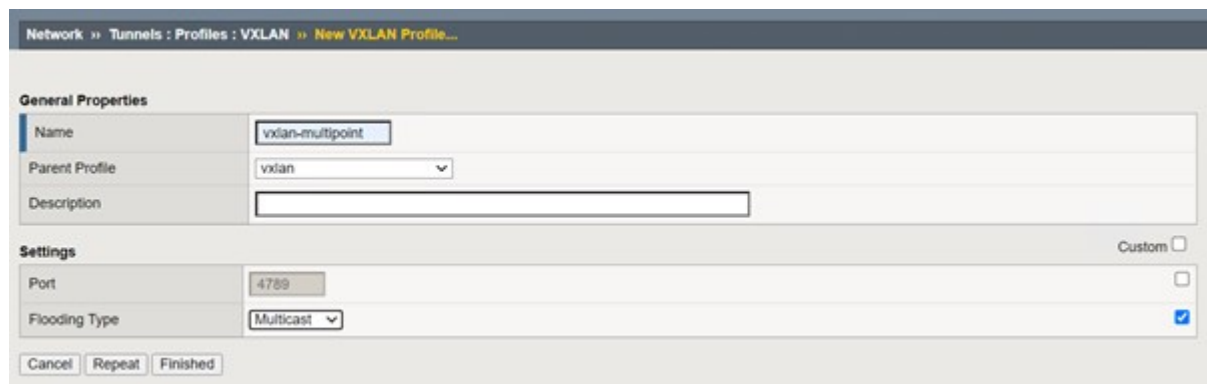 Network » Tunnels : Profiles : VXLAN » New VXLAN Profile...
General Properties
Name vxlan-multipoint
Parent Profile vxlan
Description
Settings Custom
Port 4789
Flooding Type Multicast
Cancel Repeat Finished